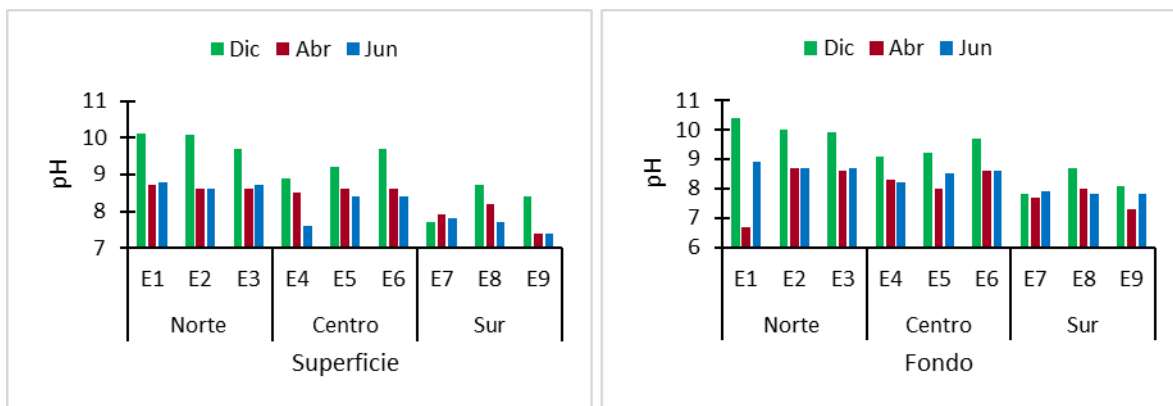 Dic Abr Jun
pH
11
10
9
8
7
E1 E2 E3 E4 E5 E6 E7 E8 E9
Norte Centro Sur
Superficie
Dic Abr Jun
pH
11
10
9
8
7
6
E1 E2 E3 E4 E5 E6 E7 E8 E9
Norte Centro Sur
Fondo